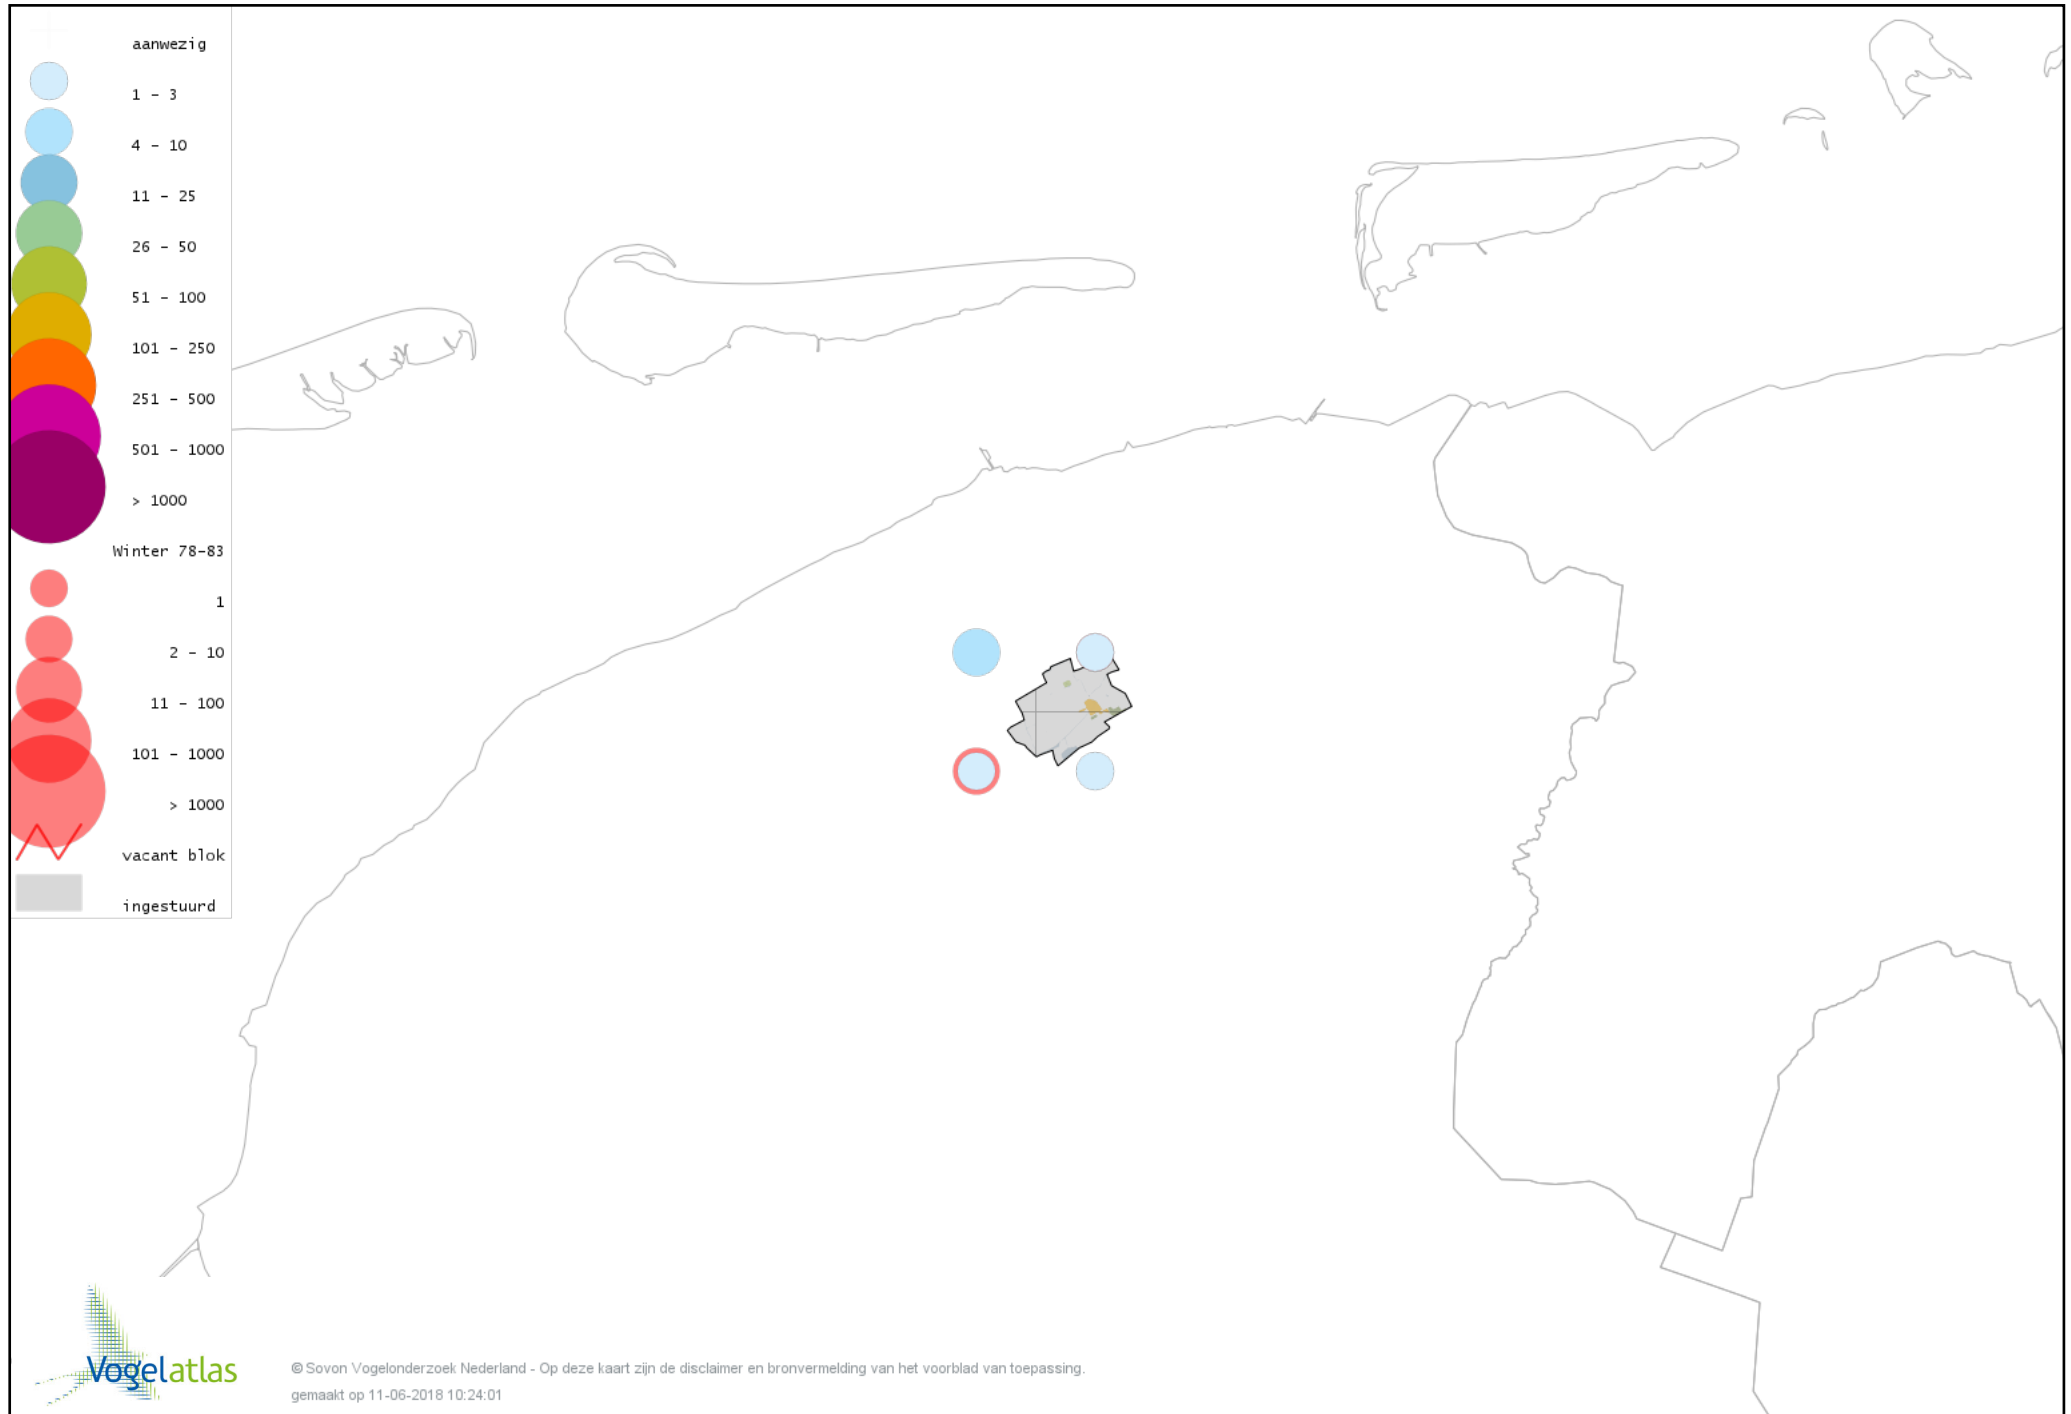 aanwezig
1 - 3
4 - 10
11 - 25
26 - 50
51 - 100
101 - 250
251 - 500
501 - 1000
> 1000
Winter 78-83
1
2 - 10
11 - 100
101 - 1000
> 1000
vacant blok
ingestuurd
Vogelatlas
© Sovon Vogelonderzoek Nederland - Op deze kaart zijn de disclaimer en bronvermelding van het voorblad van toepassing.
gemaakt op 11-06-2018 10:24:01